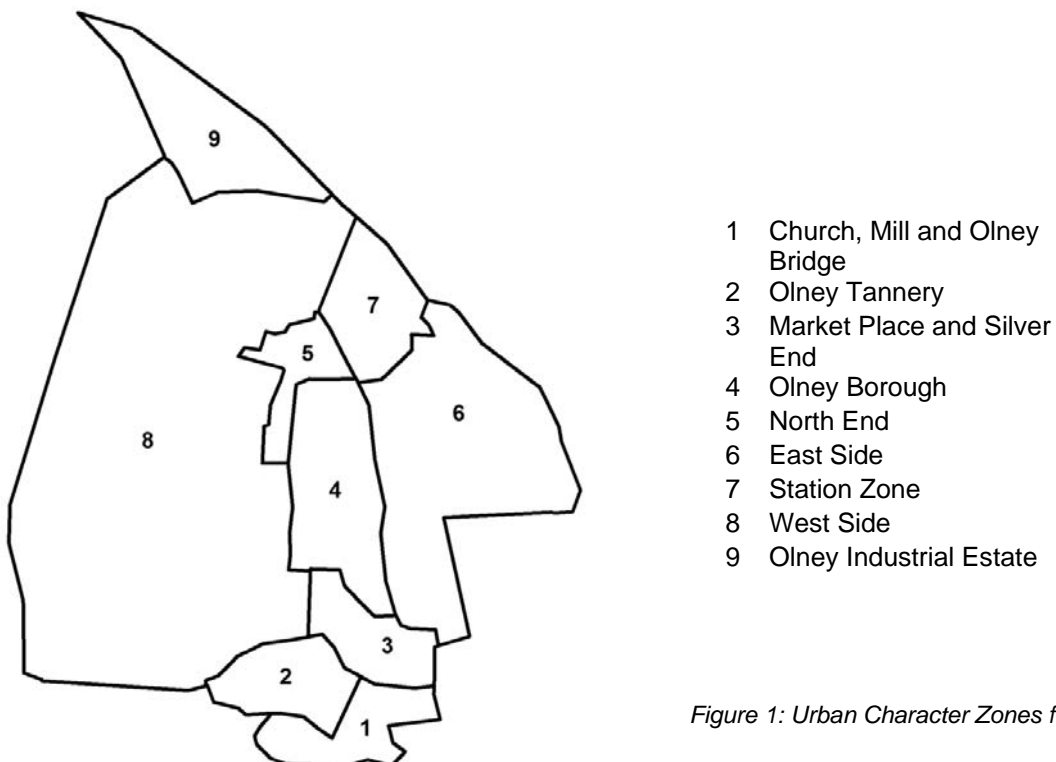 9
7
5
6
8
4
3
2
1
1 Church, Mill and Olney
Bridge
2 Olney Tannery
3 Market Place and Silver
End
4 Olney Borough
5 North End
6 East Side
7 Station Zone
8 West Side
9 Olney Industrial Estate
Figure 1: Urban Character Zones f